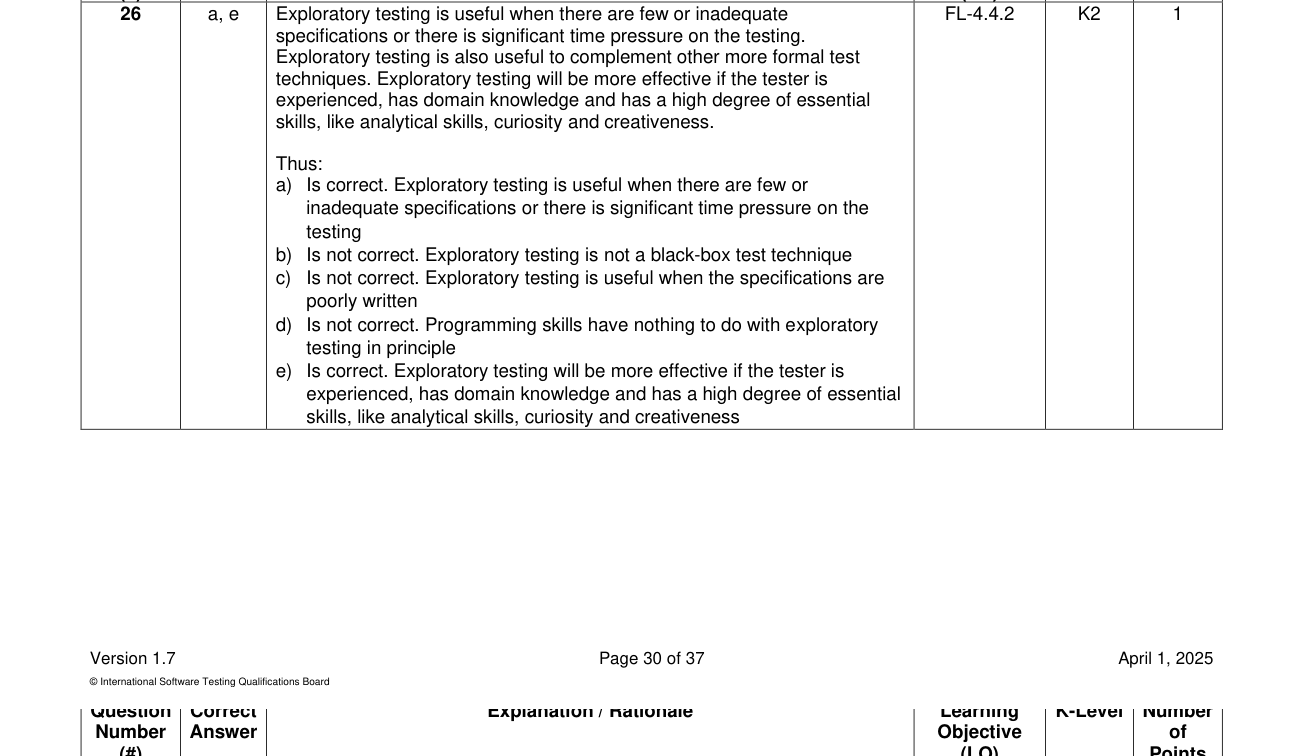 26 a, e Exploratory testing is useful when there are few or inadequate FL-4.4.2 K2 1
specifications or there is significant time pressure on the testing.
Exploratory testing is also useful to complement other more formal test
techniques. Exploratory testing will be more effective if the tester is
experienced, has domain knowledge and has a high degree of essential
skills, like analytical skills, curiosity and creativeness.
Thus:
a) Is correct. Exploratory testing is useful when there are few or
inadequate specifications or there is significant time pressure on the
testing
b) Is not correct. Exploratory testing is not a black-box test technique
c) Is not correct. Exploratory testing is useful when the specifications are
poorly written
d) Is not correct. Programming skills have nothing to do with exploratory
testing in principle
e) Is correct. Exploratory testing will be more effective if the tester is
experienced, has domain knowledge and has a high degree of essential
skills, like analytical skills, curiosity and creativeness
Version 1.7 Page 30 of 37 April 1, 2025
© International Software Testing Qualifications Board
Question Correct Explanation / Rationale Learning K-Level Number
Number Answer Objective of
(#) (LO) Points